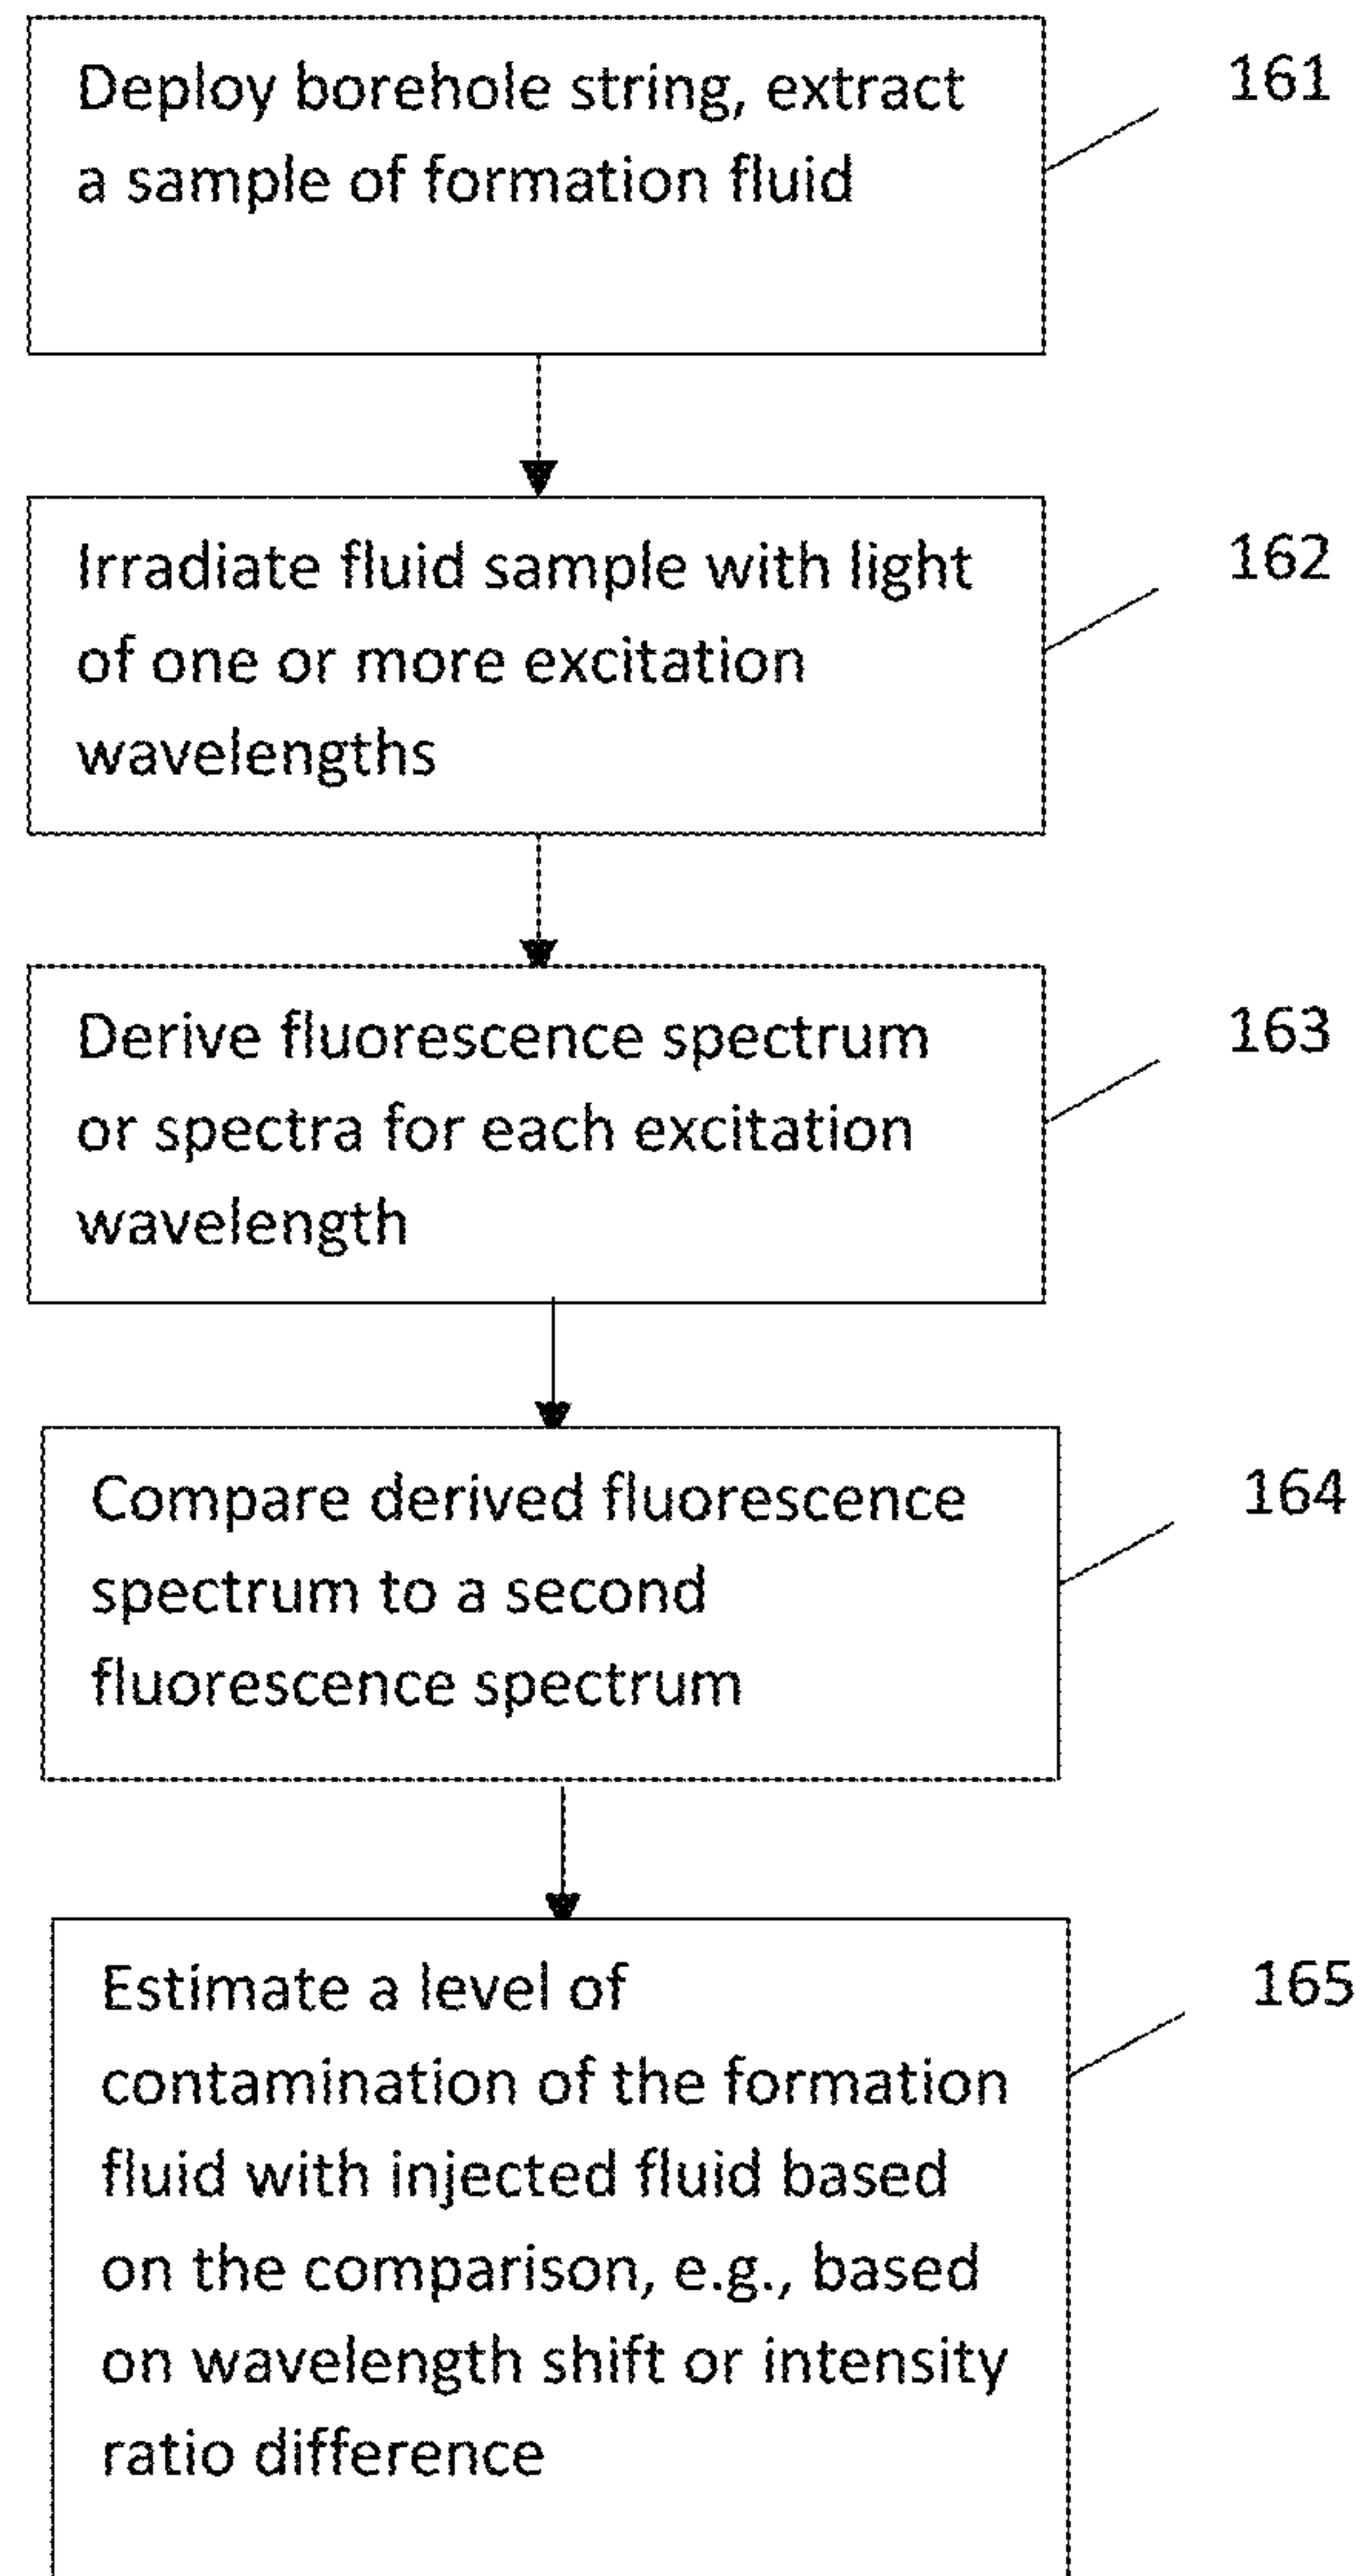 Deploy borehole string, extract
a sample of formation fluid
161
Irradiate fluid sample with light
of one or more excitation
wavelengths
162
Derive fluorescence spectrum
or spectra for each excitation
wavelength
163
Compare derived fluorescence
spectrum to a second
fluorescence spectrum
164
Estimate a level of
contamination of the formation
fluid with injected fluid based
on the comparison, e.g., based
on wavelength shift or intensity
ratio difference
165